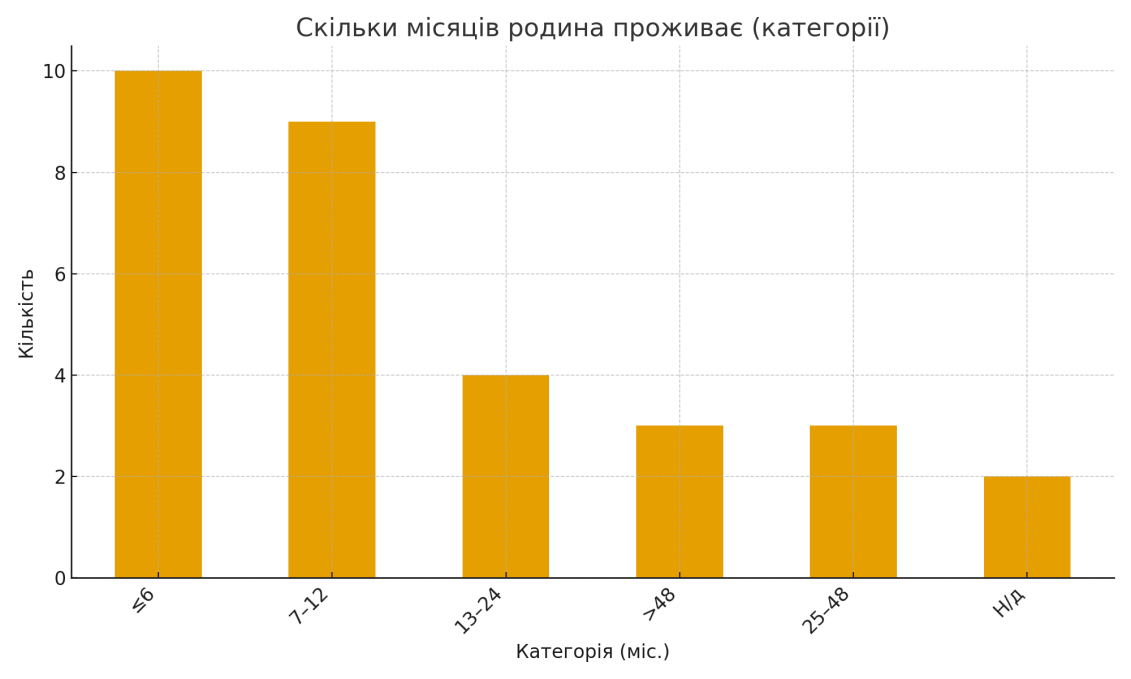 Скільки місяців родина проживає (категорії)
Кількість
10
8
6
4
2
0
≤6
7–12
13–24
>48
25–48
Н/д
Категорія (міс.)